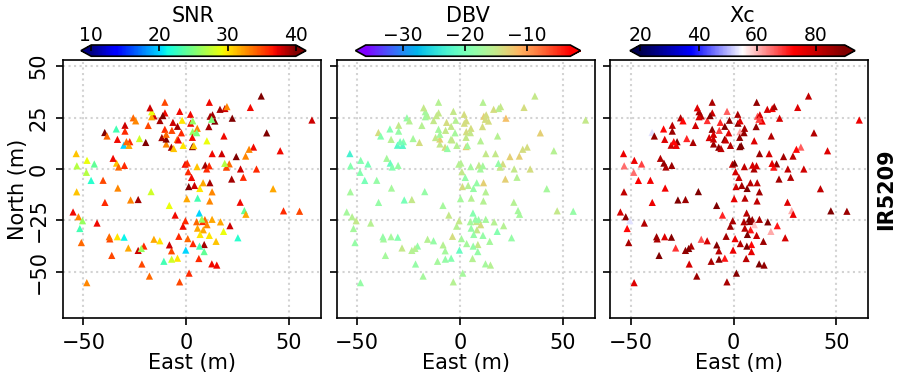 SNR DBV Xc
10 20 30 40 −30 −20 −10 20 40 60 80
50
25
0
−25
−50
North (m)
IR5209
−50 0 50 −50 0 50 −50 0 50
East (m) East (m) East (m)